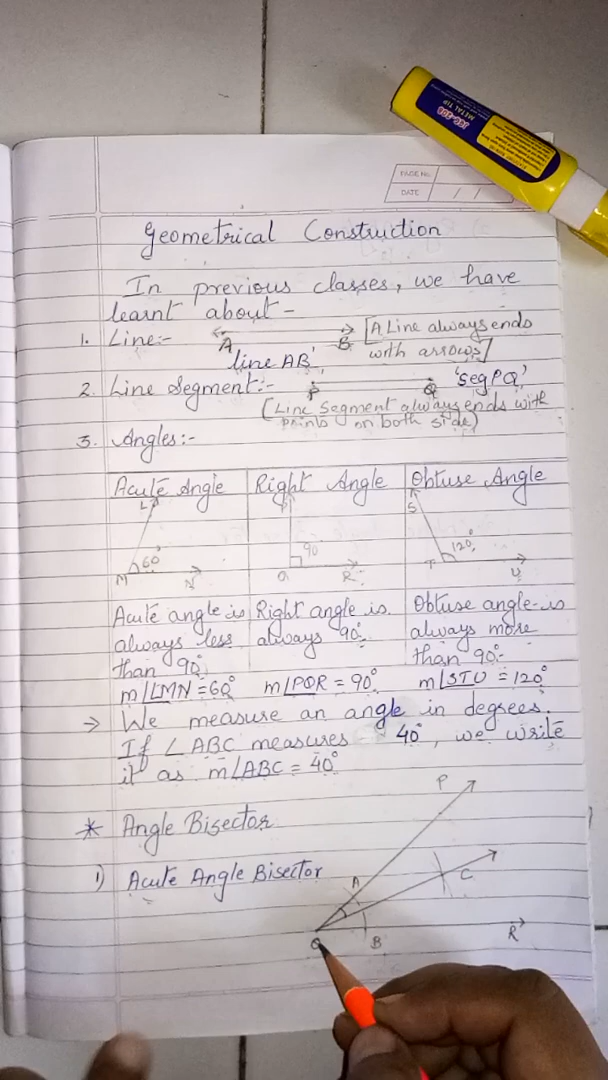 JGC-208
METAL TIP
PAGE No.
DATE / /
Geometrical Construction
In previous classes, we have
learnt about -
1. Line:- A B [A Line always ends
with arrows]
'line AB'
2. Line Segment:- P Q 'seg PQ'
(Line Segment always ends with
points on both side)
3. Angles:-
Acute Angle Right Angle Obtuse Angle
L P S
M 60° N Q 90 R T 120° U
Acute angle is Right angle is Obtuse angle is
always less always 90° always more
than 90° than 90°
m∠LMN = 60° m∠PQR = 90° m∠STU = 120°
→ We measure an angle in degrees.
If ∠ABC measures 40°, we write
it as m∠ABC = 40°
P
* Angle Bisector
1) Acute Angle Bisector A C
Q B R